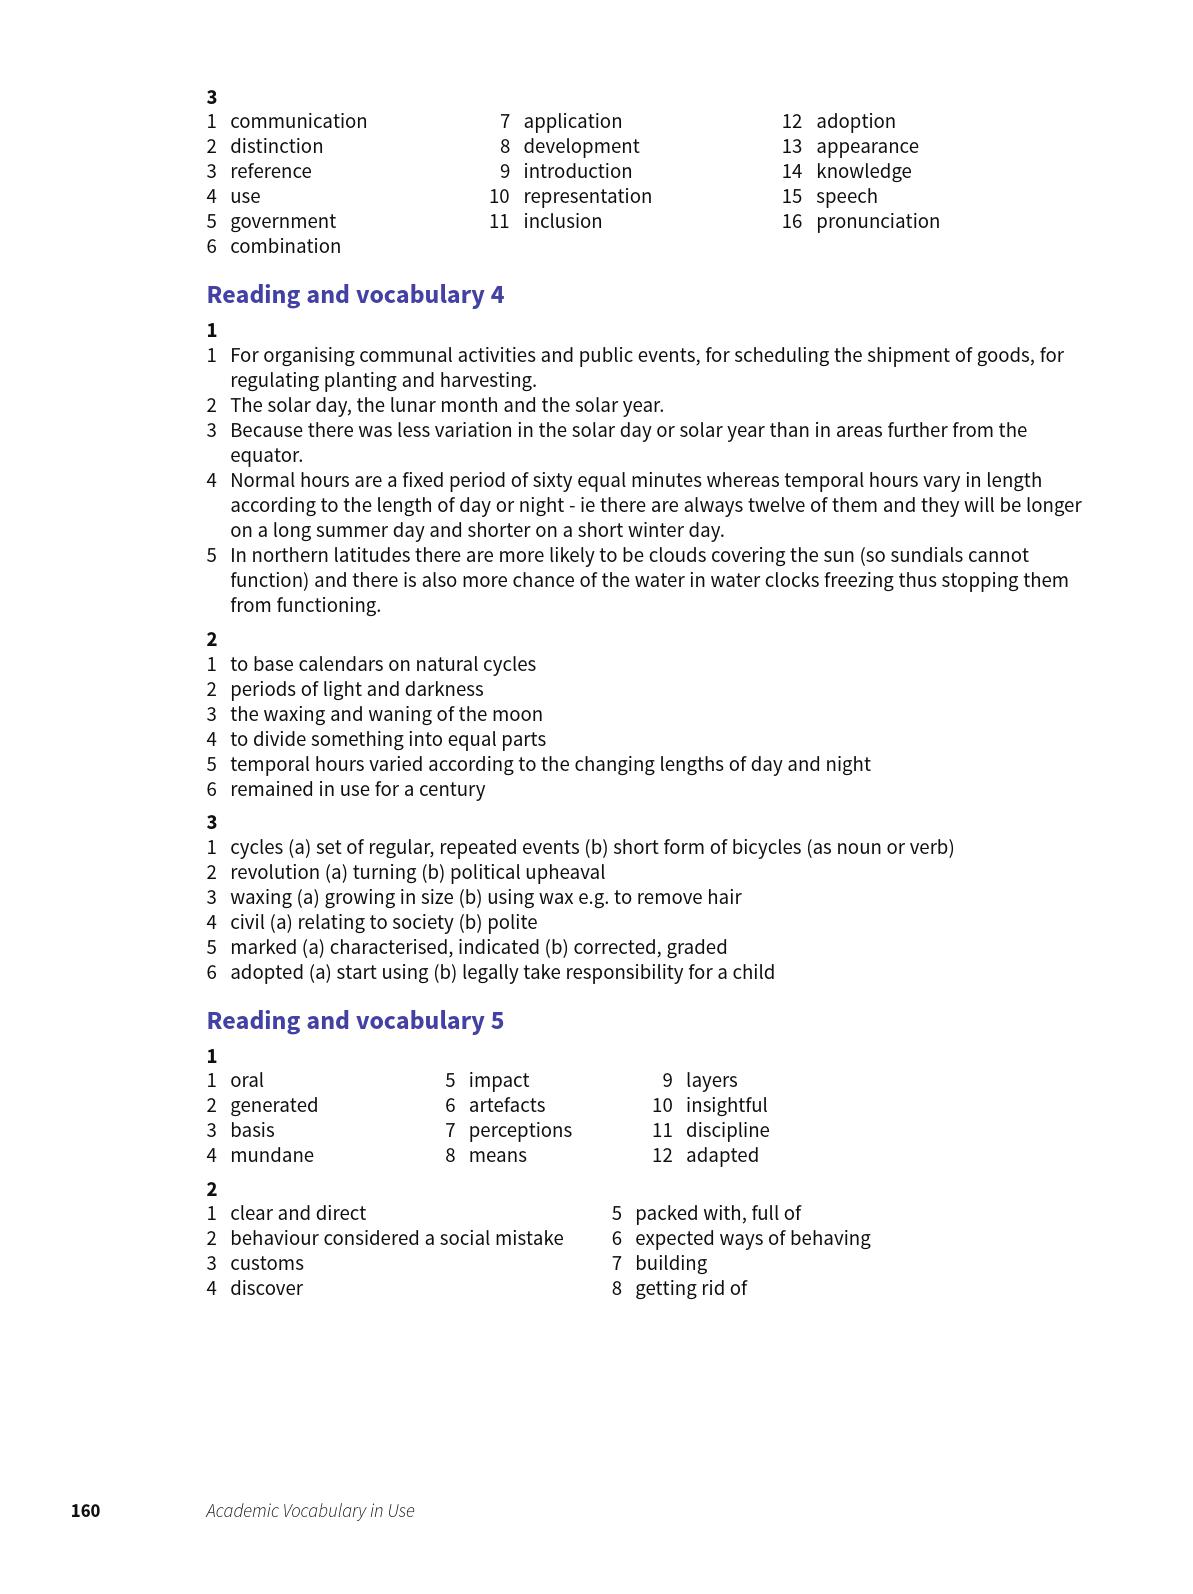 3
1 communication
2 distinction
3 reference
4 use
5 government
6 combination
7 application
8 development
9 introduction
10 representation
11 inclusion
12 adoption
13 appearance
14 knowledge
15 speech
16 pronunciation
Reading and vocabulary 4
1
1 For organising communal activities and public events, for scheduling the shipment of goods, for
regulating planting and harvesting.
2 The solar day, the lunar month and the solar year.
3 Because there was less variation in the solar day or solar year than in areas further from the
equator.
4 Normal hours are a fixed period of sixty equal minutes whereas temporal hours vary in length
according to the length of day or night - ie there are always twelve of them and they will be longer
on a long summer day and shorter on a short winter day.
5 In northern latitudes there are more likely to be clouds covering the sun (so sundials cannot
function) and there is also more chance of the water in water clocks freezing thus stopping them
from functioning.
2
1 to base calendars on natural cycles
2 periods of light and darkness
3 the waxing and waning of the moon
4 to divide something into equal parts
5 temporal hours varied according to the changing lengths of day and night
6 remained in use for a century
3
1 cycles (a) set of regular, repeated events (b) short form of bicycles (as noun or verb)
2 revolution (a) turning (b) political upheaval
3 waxing (a) growing in size (b) using wax e.g. to remove hair
4 civil (a) relating to society (b) polite
5 marked (a) characterised, indicated (b) corrected, graded
6 adopted (a) start using (b) legally take responsibility for a child
Reading and vocabulary 5
1
1 oral
2 generated
3 basis
4 mundane
5 impact
6 artefacts
7 perceptions
8 means
9 layers
10 insightful
11 discipline
12 adapted
2
1 clear and direct
2 behaviour considered a social mistake
3 customs
4 discover
5 packed with, full of
6 expected ways of behaving
7 building
8 getting rid of
160 Academic Vocabulary in Use